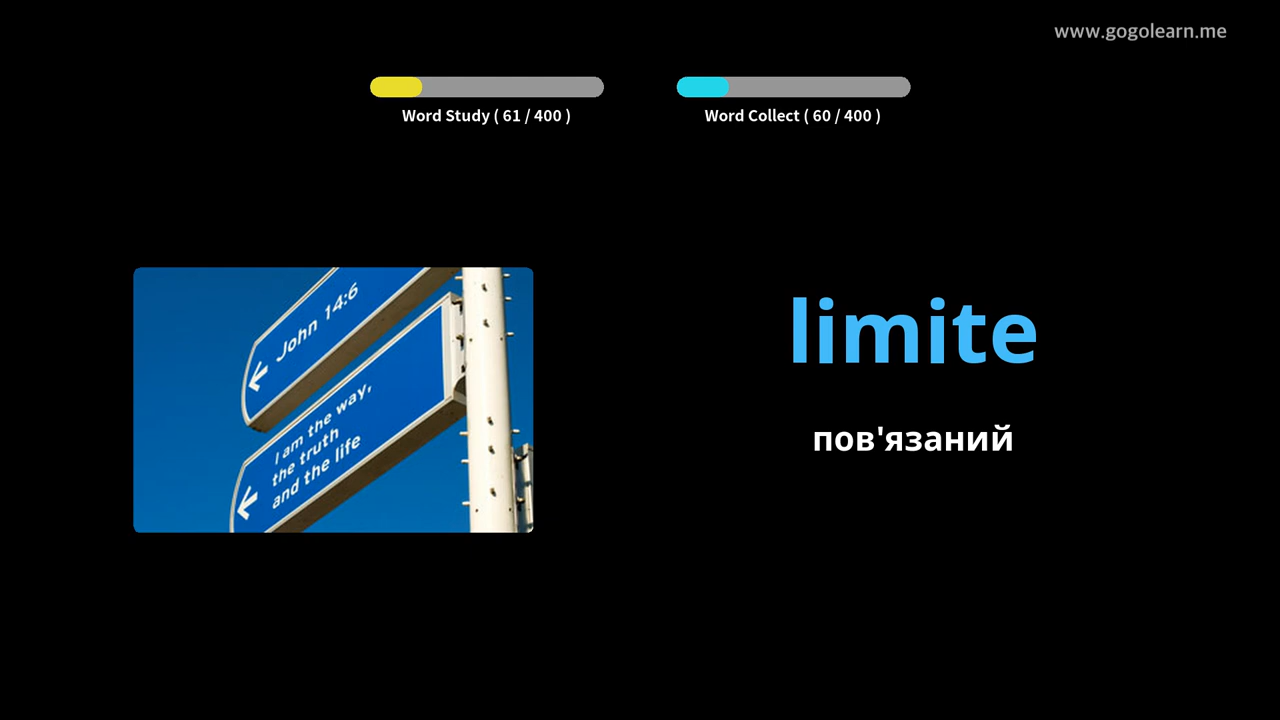 www.gogolearn.me
Word Study ( 61 / 400 )
Word Collect ( 60 / 400 )
John 14:6
I am the way,
the truth
and the life
limite
пов'язаний